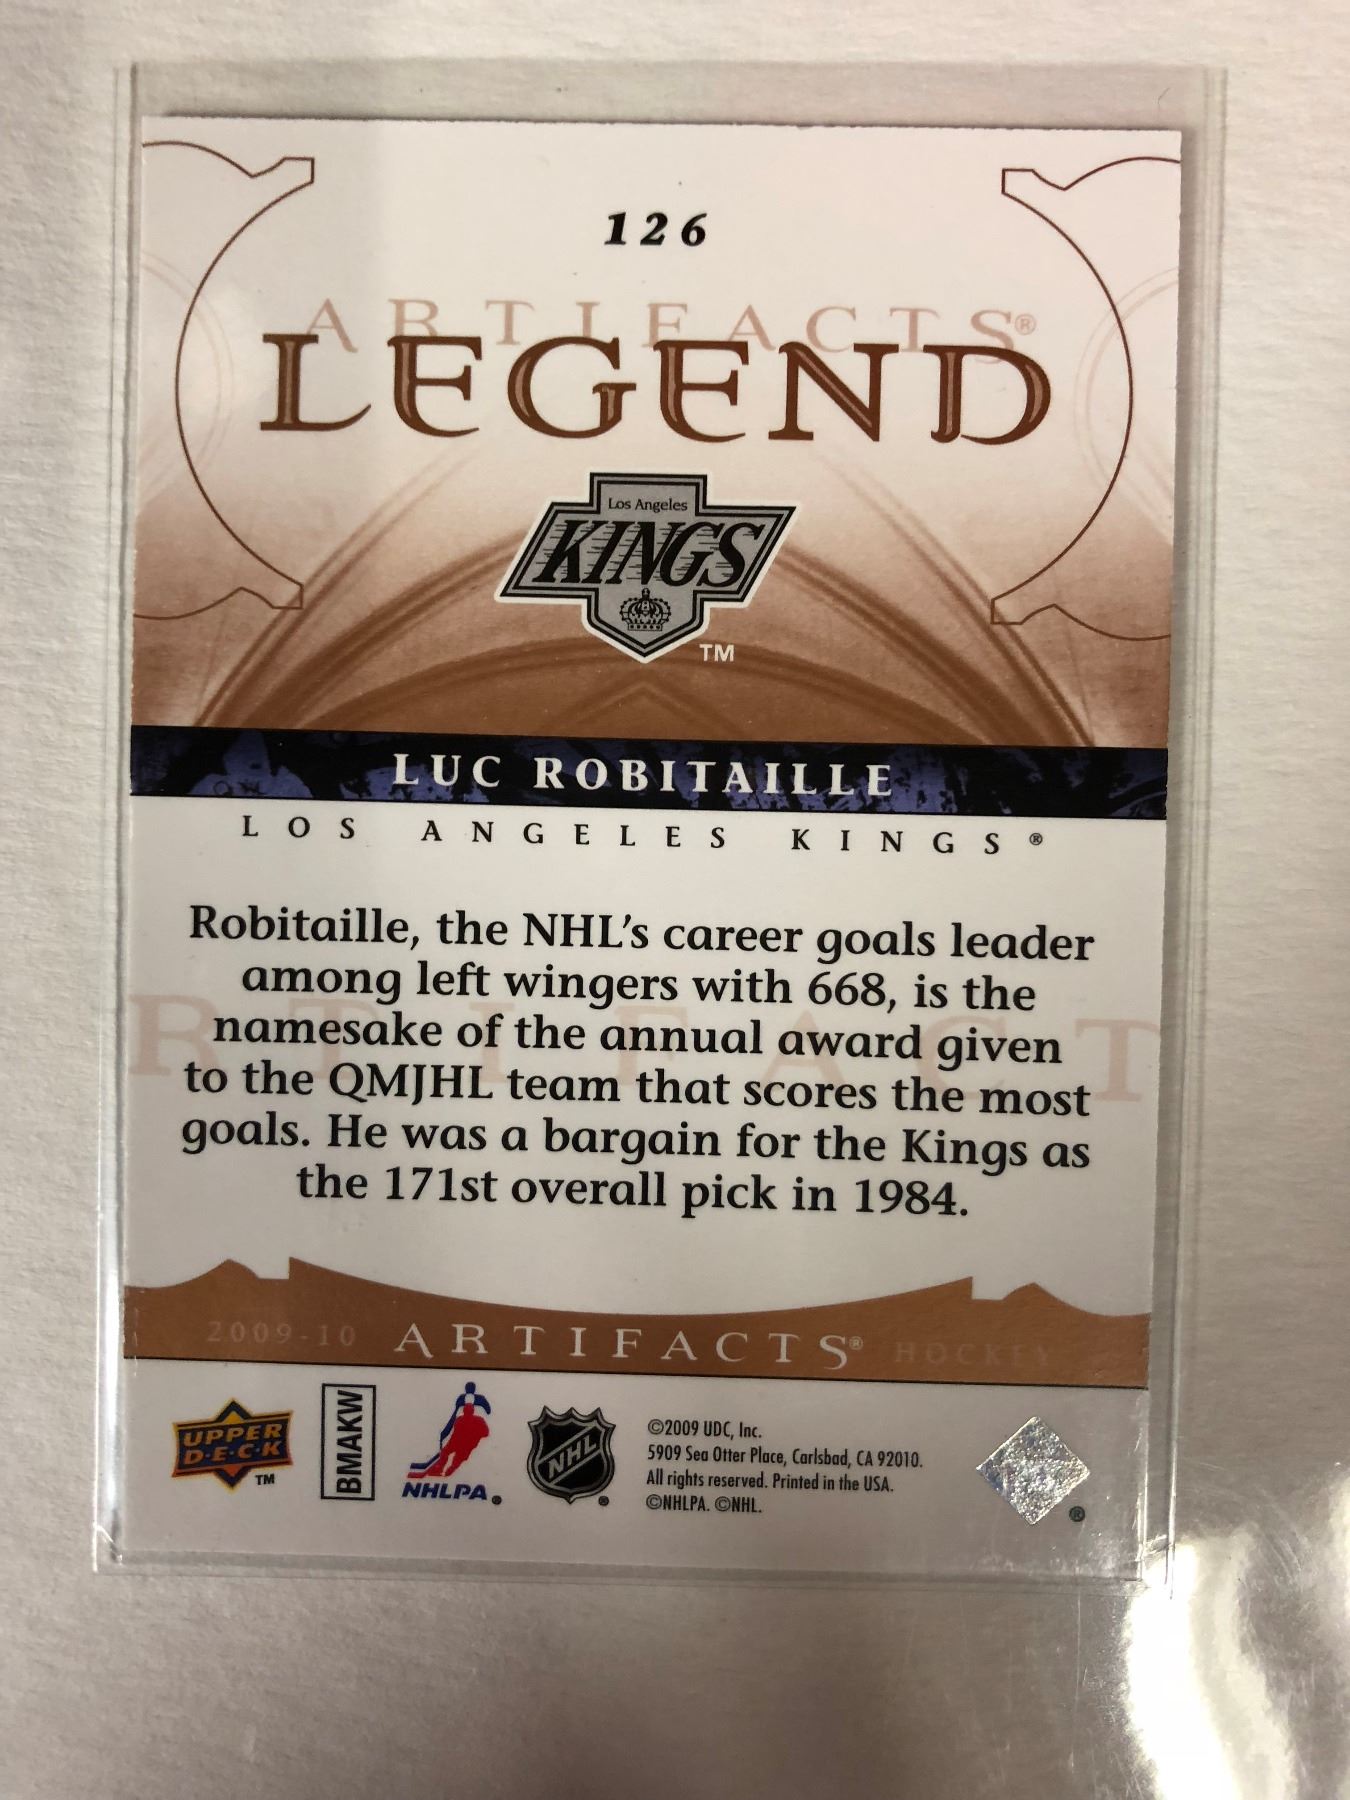 126
ARTIFACTS®
LEGEND
Los Angeles
KINGS
TM
LUC ROBITAILLE
LOS ANGELES KINGS®
Robitaille, the NHL's career goals leader
among left wingers with 668, is the
namesake of the annual award given
to the QMJHL team that scores the most
goals. He was a bargain for the Kings as
the 171st overall pick in 1984.
RTIFACT
2009-10 ARTIFACTS® HOCKEY
UPPER
D·E·C·K
TM
BMAKW
NHLPA®
NHL®
©2009 UDC, Inc.
5909 Sea Otter Place, Carlsbad, CA 92010.
All rights reserved. Printed in the USA.
©NHLPA. ©NHL.
®